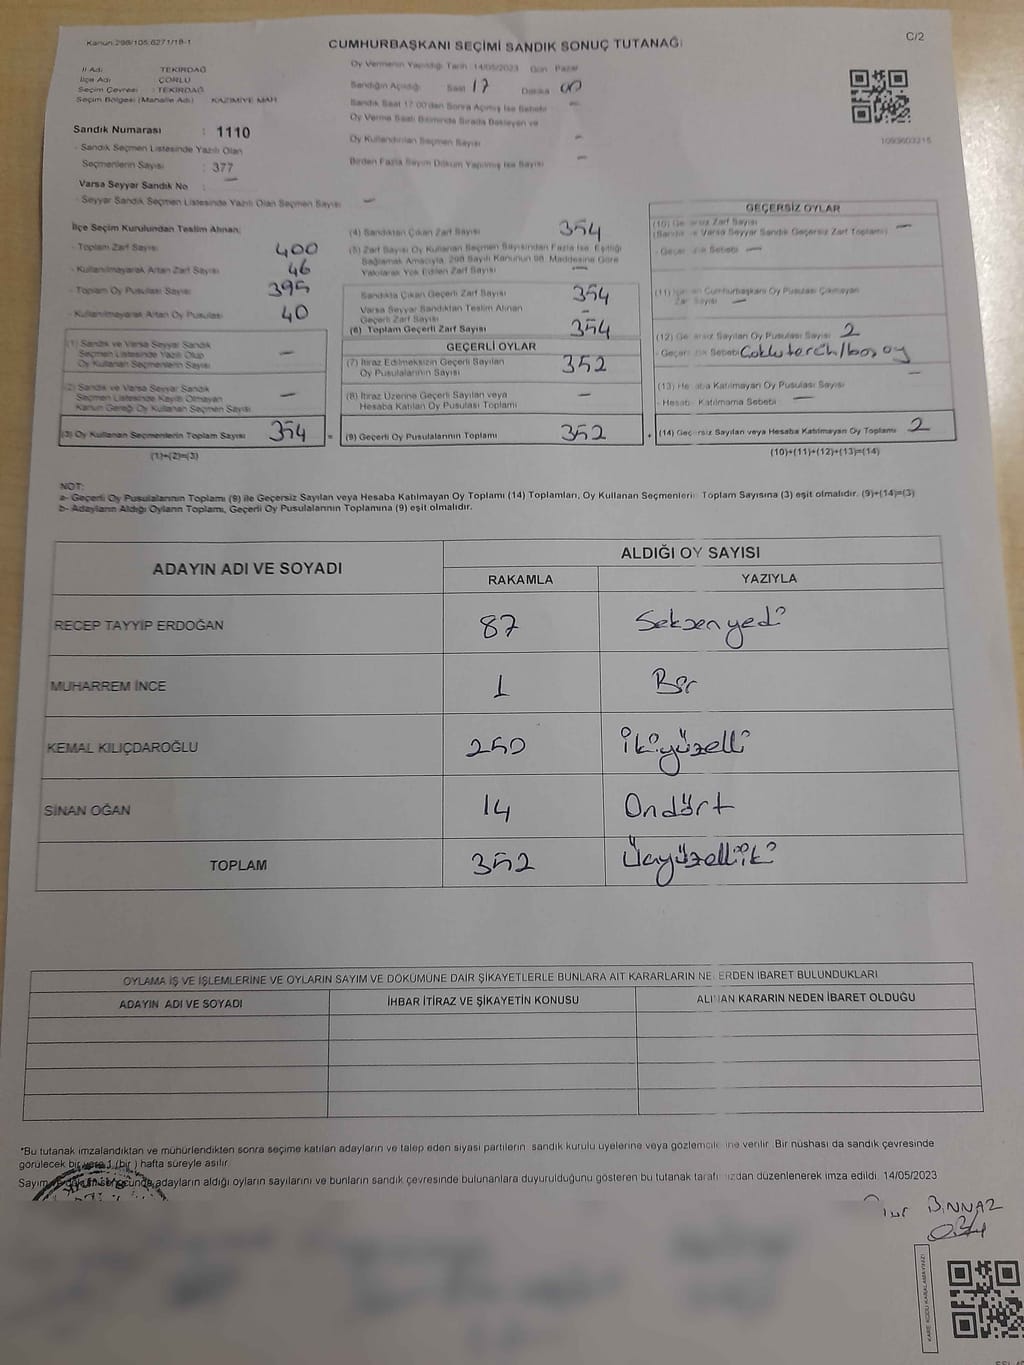 Kanun:298/105,6271/18-1
CUMHURBAŞKANI SEÇİMİ SANDIK SONUÇ TUTANAĞI
C/2
İl Adı : TEKİRDAĞ
İlçe Adı : ÇORLU
Seçim Çevresi : TEKİRDAĞ
Seçim Bölgesi (Mahalle Adı) : KAZIMİYE MAH
Oy Vermenin Yapıldığı Tarih :14/05/2023 Gün Pazar
Sandığın Açıldığı Saat 17 Dakika 00
Sandık Saat 17:00'dan Sonra Açılmış İse Sebebi -
Oy Verme Saati Bitiminde Sırada Bekleyen ve
Oy Kullandırılan Seçmen Sayısı -
Birden Fazla Sayım Döküm Yapılmış İse Sayısı -
1093603215
Sandık Numarası : 1110
- Sandık Seçmen Listesinde Yazılı Olan
Seçmenlerin Sayısı : 377
Varsa Seyyar Sandık No : -
- Seyyar Sandık Seçmen Listesinde Yazılı Olan Seçmen Sayısı -
İlçe Seçim Kurulundan Teslim Alınan;
- Toplam Zarf Sayısı 400
- Kullanılmayarak Artan Zarf Sayısı 46
- Toplam Oy Pusulası Sayısı 395
- Kullanılmayarak Artan Oy Pusulası 40
(1) Sandık ve Varsa Seyyar Sandık
Seçmen Listesinde Yazılı Olup
Oy Kullanan Seçmenlerin Sayısı -
(2) Sandık ve Varsa Seyyar Sandık
Seçmen Listesinde Kayıtlı Olmayan
Kanun Gereği Oy Kullanan Seçmen Sayısı -
(3) Oy Kullanan Seçmenlerin Toplam Sayısı 354 =
(1)+(2)=(3)
(4) Sandıktan Çıkan Zarf Sayısı 354
(5) Zarf Sayısı Oy Kullanan Seçmen Sayısından Fazla İse, Eşitliği
Sağlamak Amacıyla, 298 Sayılı Kanunun 98. Maddesine Göre
Yakılarak Yok Edilen Zarf Sayısı -
Sandıkta Çıkan Geçerli Zarf Sayısı 354
Varsa Seyyar Sandıktan Teslim Alınan
Geçerli Zarf Sayısı -
(6) Toplam Geçerli Zarf Sayısı 354
GEÇERLİ OYLAR
(7) İtiraz Edilmeksizin Geçerli Sayılan
Oy Pusulalarının Sayısı 352
(8) İtiraz Üzerine Geçerli Sayılan veya
Hesaba Katılan Oy Pusulası Toplamı -
(9) Geçerli Oy Pusulalarının Toplamı 352 +
GEÇERSİZ OYLAR
(10) Zarf Sayısı
Varsa Seyyar Sandık Geçersiz Zarf Toplamı) -
Sebebi -
(11) Cumhurbaşkanı Oy Pusulası Çıkmayan
Sayısı -
(12) Sayılan Oy Pusulası Sayısı 2
Sebebi
(13) Katılmayan Oy Pusulası Sayısı -
- Hesaba Katılmama Sebebi -
(14) Geçersiz Sayılan veya Hesaba Katılmayan Oy Toplamı 2
(10)+(11)+(12)+(13)=(14)
NOT:
a- Geçerli Oy Pusulalarının Toplamı (9) ile Geçersiz Sayılan veya Hesaba Katılmayan Oy Toplamı (14) Toplamları, Oy Kullanan Seçmenlerin Toplam Sayısına (3) eşit olmalıdır. (9)+(14)=(3)
b- Adayların Aldığı Oyların Toplamı, Geçerli Oy Pusulalarının Toplamına (9) eşit olmalıdır.
ADAYIN ADI VE SOYADI
ALDIĞI OY SAYISI
RAKAMLA YAZIYLA
RECEP TAYYİP ERDOĞAN 87 Seksenyedi
MUHARREM İNCE 1 Bir
KEMAL KILIÇDAROĞLU 250 İkiyüzelli
SİNAN OĞAN 14 Ondört
TOPLAM 352 Üçyüzelliiki
OYLAMA İŞ VE İŞLEMLERİNE VE OYLARIN SAYIM VE DÖKÜMÜNE DAİR ŞİKAYETLERLE BUNLARA AİT KARARLARIN NELERDEN İBARET BULUNDUKLARI
ADAYIN ADI VE SOYADI İHBAR İTİRAZ VE ŞİKAYETİN KONUSU ALINAN KARARIN NEDEN İBARET OLDUĞU
*Bu tutanak imzalandıktan ve mühürlendikten sonra seçime katılan adayların ve talep eden siyasi partilerin sandık kurulu üyelerine veya gözlemcilerine verilir. Bir nüshası da sandık çevresinde
görülecek bir yere 1 (bir ) hafta süreyle asılır.
Sayım adayların aldığı oyların sayılarını ve bunların sandık çevresinde bulunanlara duyurulduğunu gösteren bu tutanak tarafımızdan düzenlenerek imza edildi. 14/05/2023
BİNNAZ
KARE KODU KAPALAMAYINIZ!